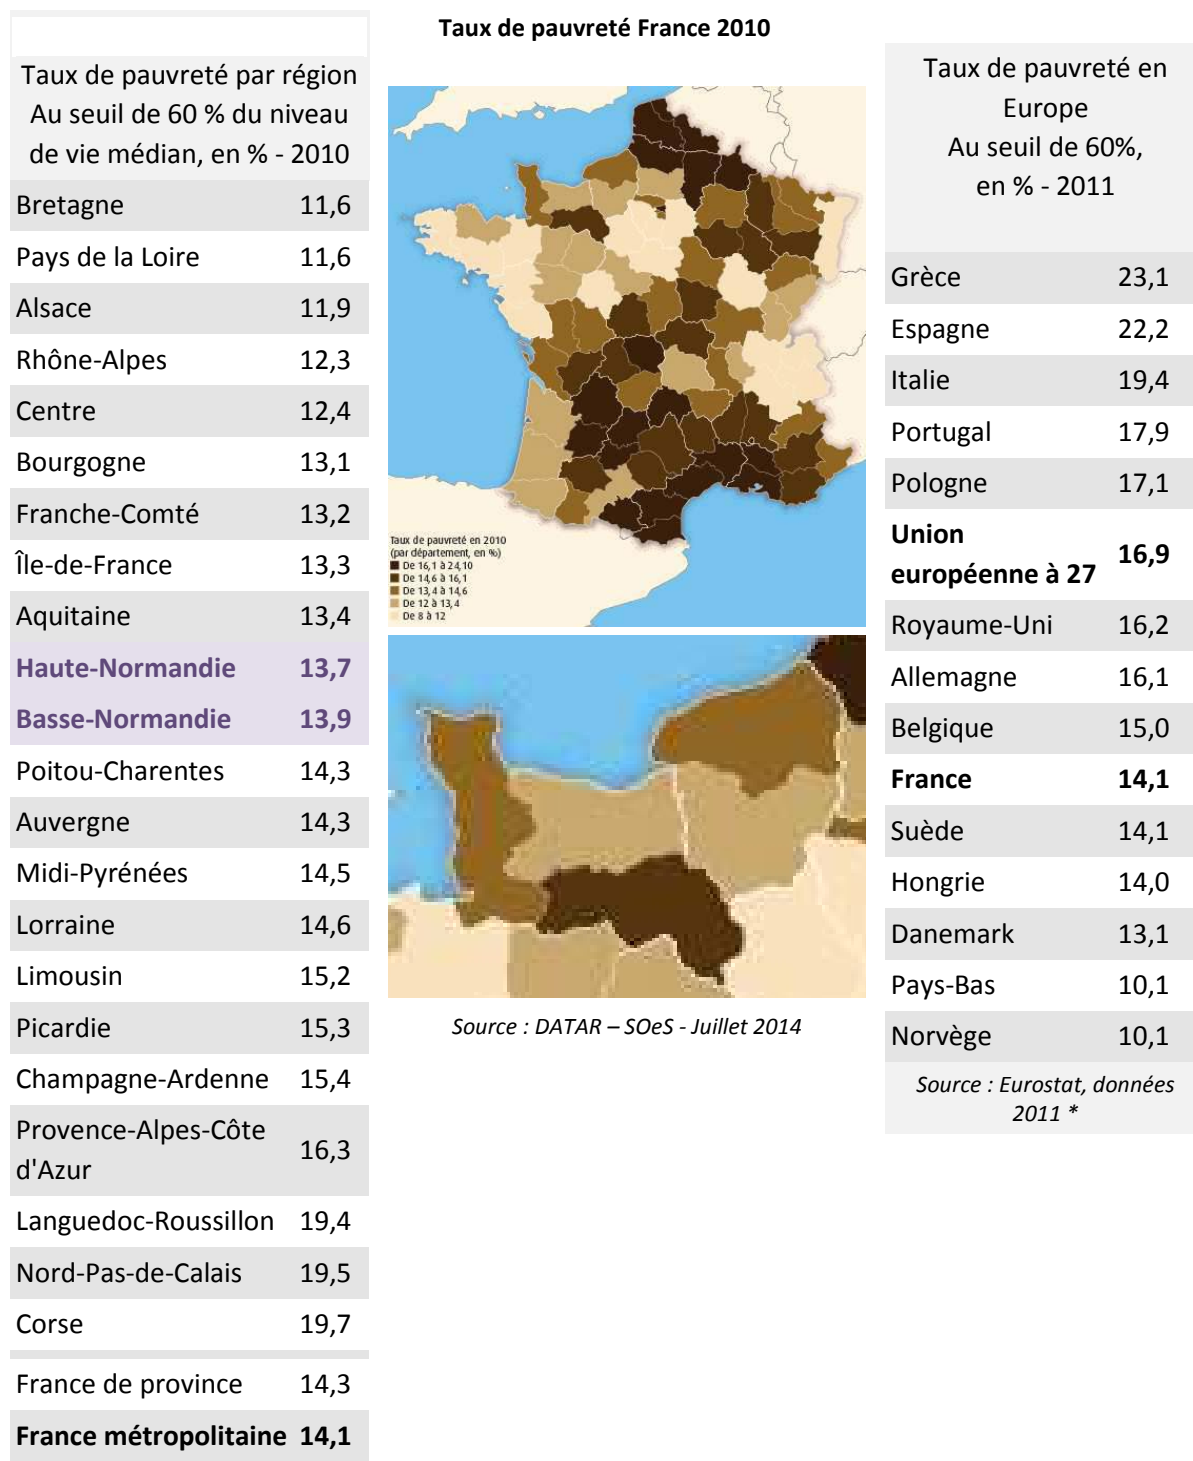 Taux de pauvreté France 2010
Taux de pauvreté par région
Au seuil de 60 % du niveau
de vie médian, en % - 2010
Bretagne 11,6
Pays de la Loire 11,6
Alsace 11,9
Rhône-Alpes 12,3
Centre 12,4
Bourgogne 13,1
Franche-Comté 13,2
Île-de-France 13,3
Aquitaine 13,4
Haute-Normandie 13,7
Basse-Normandie 13,9
Poitou-Charentes 14,3
Auvergne 14,3
Midi-Pyrénées 14,5
Lorraine 14,6
Limousin 15,2
Picardie 15,3
Champagne-Ardenne 15,4
Provence-Alpes-Côte
d'Azur 16,3
Languedoc-Roussillon 19,4
Nord-Pas-de-Calais 19,5
Corse 19,7
France de province 14,3
France métropolitaine 14,1
Taux de pauvreté en 2010
(par département, en %)
De 16,1 à 24,10
De 14,6 à 16,1
De 13,4 à 14,6
De 12 à 13,4
De 8 à 12
Source : DATAR – SOeS - Juillet 2014
Taux de pauvreté en
Europe
Au seuil de 60%,
en % - 2011
Grèce 23,1
Espagne 22,2
Italie 19,4
Portugal 17,9
Pologne 17,1
Union
européenne à 27 16,9
Royaume-Uni 16,2
Allemagne 16,1
Belgique 15,0
France 14,1
Suède 14,1
Hongrie 14,0
Danemark 13,1
Pays-Bas 10,1
Norvège 10,1
Source : Eurostat, données
2011 *